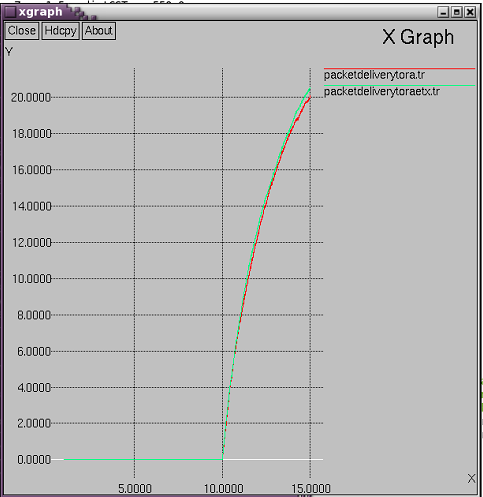 xgraph
Close Hdcpy About
X Graph
Y
packetdeliverytora.tr
packetdeliverytoraetx.tr
20.0000
18.0000
16.0000
14.0000
12.0000
10.0000
8.0000
6.0000
4.0000
2.0000
0.0000
X
5.0000 10.0000 15.0000